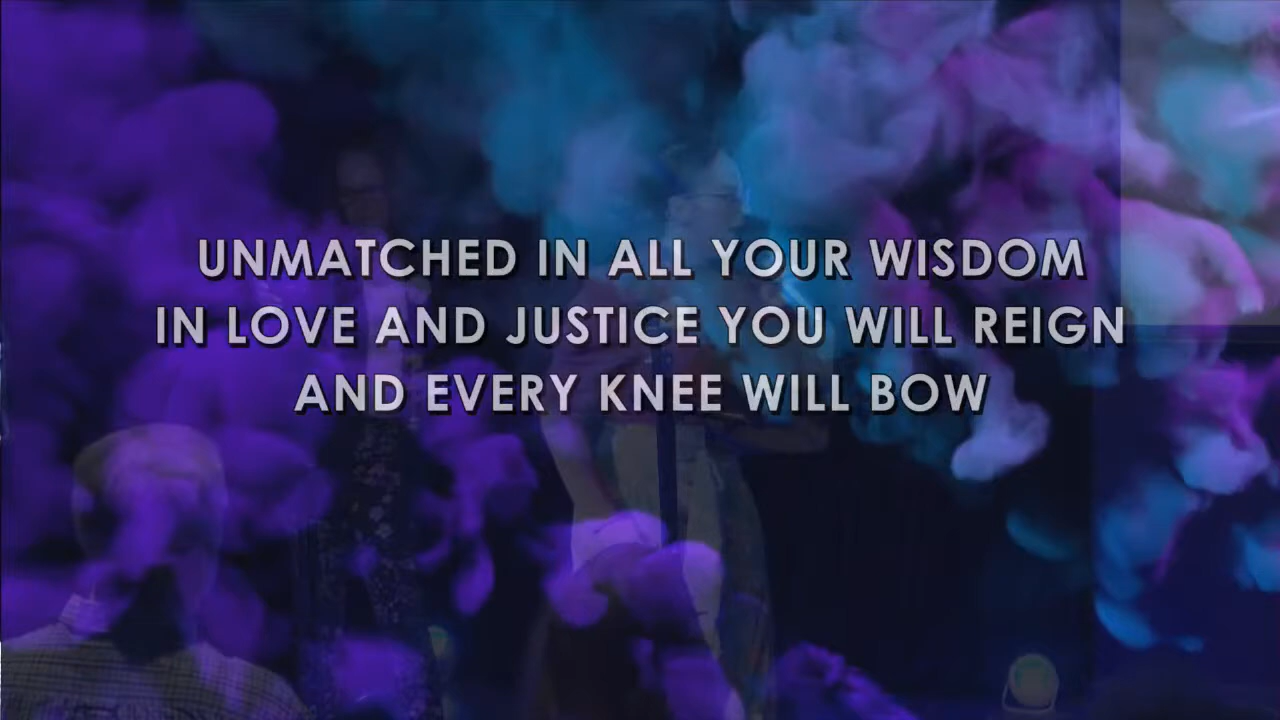 UNMATCHED IN ALL YOUR WISDOM
IN LOVE AND JUSTICE YOU WILL REIGN
AND EVERY KNEE WILL BOW